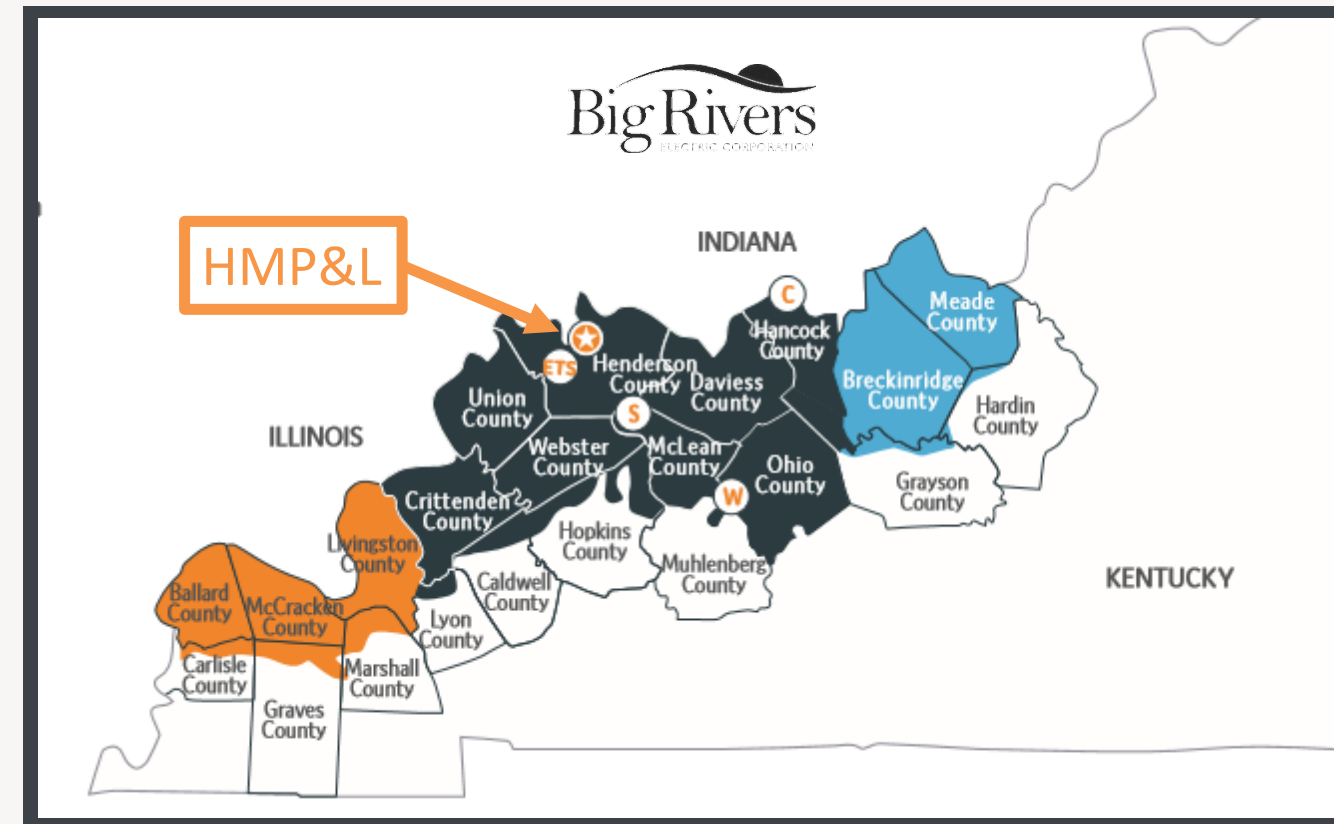 Big Rivers
ELECTRIC CORPORATION
INDIANA
HMP&L
C
Meade
County
Hancock
County
ETS
Henderson
County
Daviess
County
Breckinridge
County
Union
County
S
Hardin
County
ILLINOIS
Webster
County
McLean
County
Ohio
County
Grayson
County
W
Crittenden
County
Livingston
County
Hopkins
County
Muhlenberg
County
KENTUCKY
Caldwell
County
Ballard
County
McCracken
County
Lyon
County
Carlisle
County
Marshall
County
Graves
County